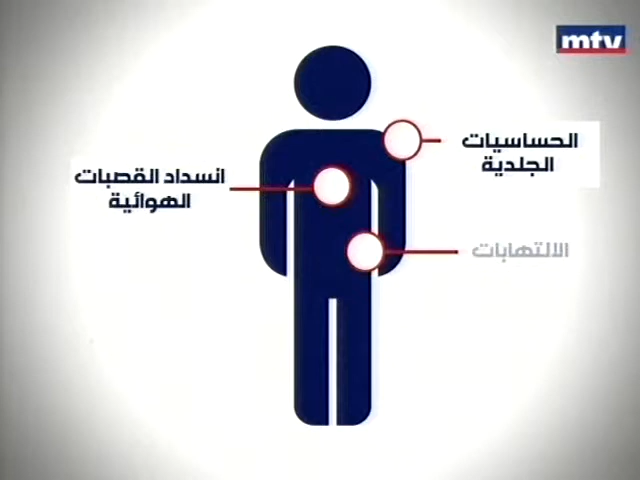 mtv
الحساسيات
الجلدية
انسداد القصبات
الهوائية
الالتهابات